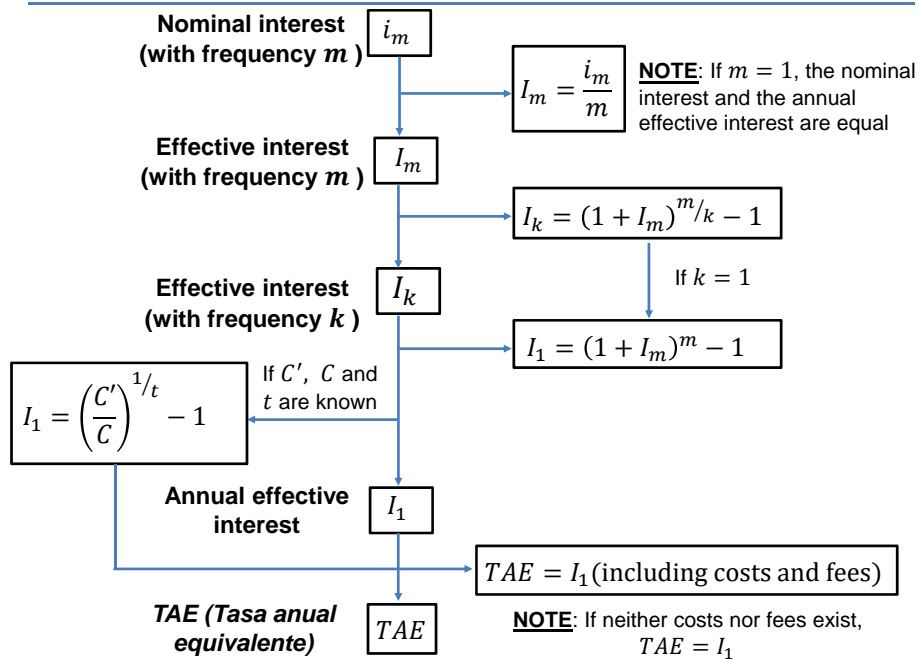 Nominal interest
(with frequency m )
i_m
I_m = i_m/m
NOTE: If m = 1, the nominal
interest and the annual
effective interest are equal
Effective interest
(with frequency m )
I_m
I_k = (1 + I_m)^{m/k} − 1
If k = 1
Effective interest
(with frequency k )
I_k
I_1 = (1 + I_m)^m − 1
If C′, C and
t are known
I_1 = (C′/C)^{1/t} − 1
Annual effective
interest
I_1
TAE = I_1(including costs and fees)
TAE (Tasa anual
equivalente)
TAE
NOTE: If neither costs nor fees exist,
TAE = I_1